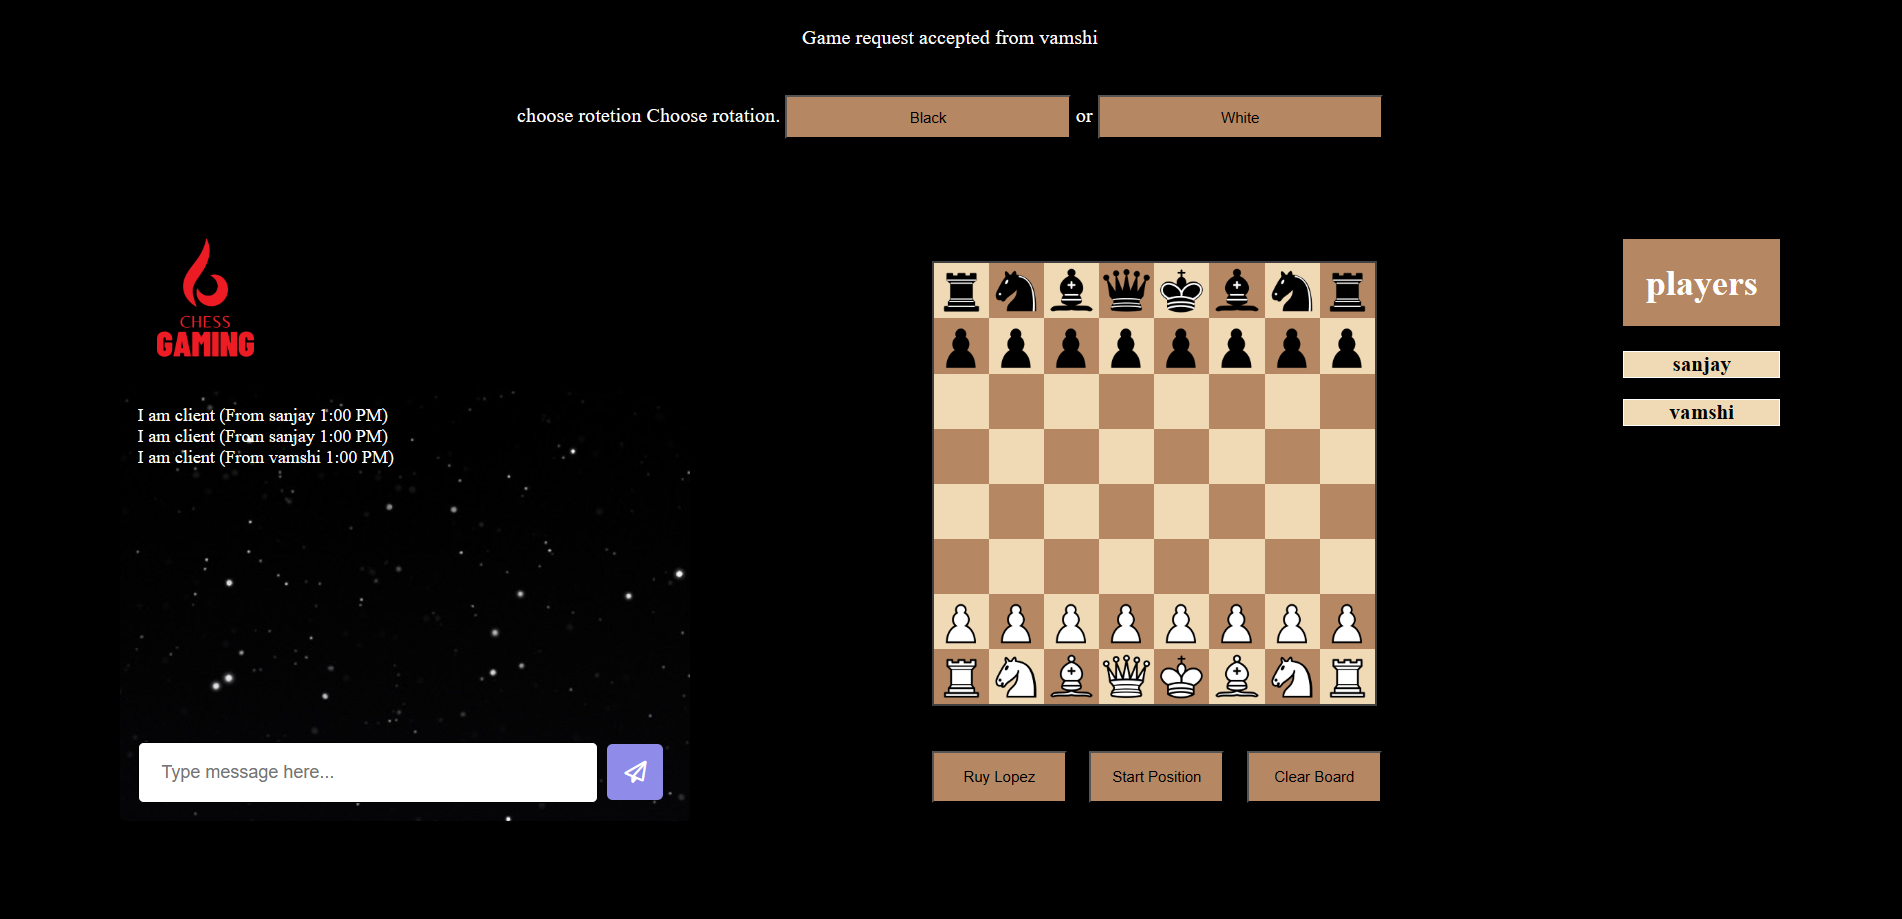 Game request accepted from vamshi
choose rotetion Choose rotation. Black or White
CHESS
GAMING
I am client (From sanjay 1:00 PM)
I am client (From sanjay 1:00 PM)
I am client (From vamshi 1:00 PM)
Type message here...
Ruy Lopez
Start Position
Clear Board
players
sanjay
vamshi